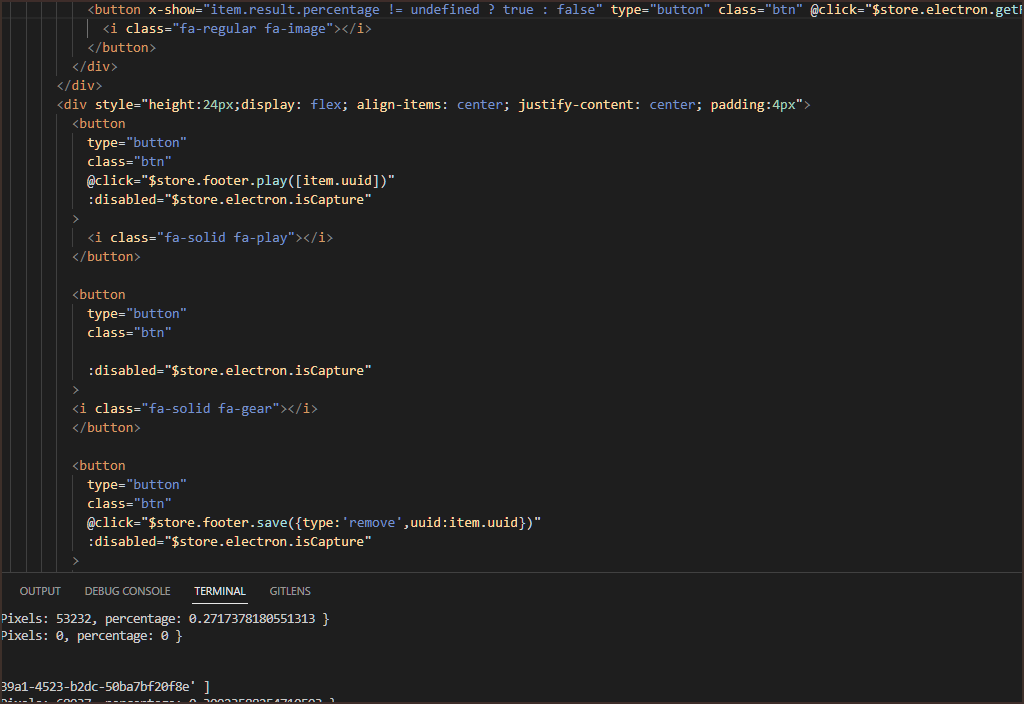 <button x-show="item.result.percentage != undefined ? true : false" type="button" class="btn" @click="$store.electron.get
<i class="fa-regular fa-image"></i>
</button>
</div>
</div>
<div style="height:24px;display: flex; align-items: center; justify-content: center; padding:4px">
<button
type="button"
class="btn"
@click="$store.footer.play([item.uuid])"
:disabled="$store.electron.isCapture"
>
<i class="fa-solid fa-play"></i>
</button>
<button
type="button"
class="btn"
:disabled="$store.electron.isCapture"
>
<i class="fa-solid fa-gear"></i>
</button>
<button
type="button"
class="btn"
@click="$store.footer.save({type:'remove',uuid:item.uuid})"
:disabled="$store.electron.isCapture"
>
OUTPUT DEBUG CONSOLE TERMINAL GITLENS
Pixels: 53232, percentage: 0.2717378180551313 }
Pixels: 0, percentage: 0 }
39a1-4523-b2dc-50ba7bf20f8e' ]